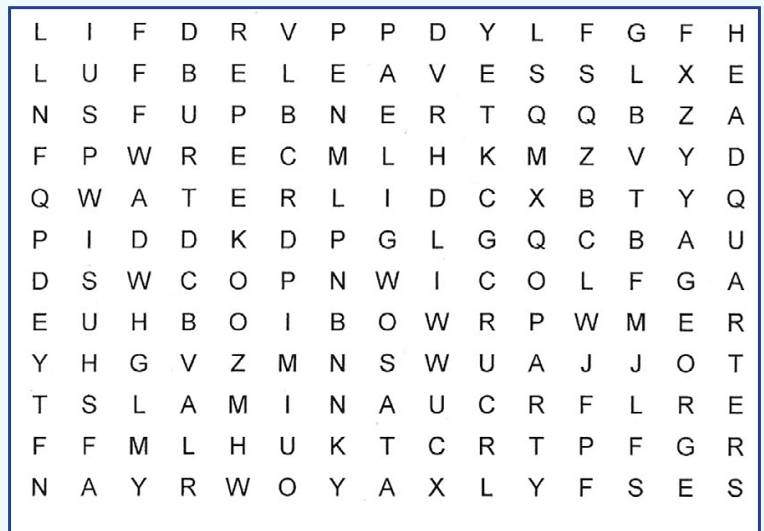 L I F D R V P P D Y L F G F H
L U F B E L E A V E S S L X E
N S F U P B N E R T Q Q B Z A
F P W R E C M L H K M Z V Y D
Q W A T E R L I D C X B T Y Q
P I D D K D P G L G Q C B A U
D S W C O P N W I C O L F G A
E U H B O I B O W R P W M E R
Y H G V Z M N S W U A J J O T
T S L A M I N A U C R F L R E
F F M L H U K T C R T P F G R
N A Y R W O Y A X L Y F S E S